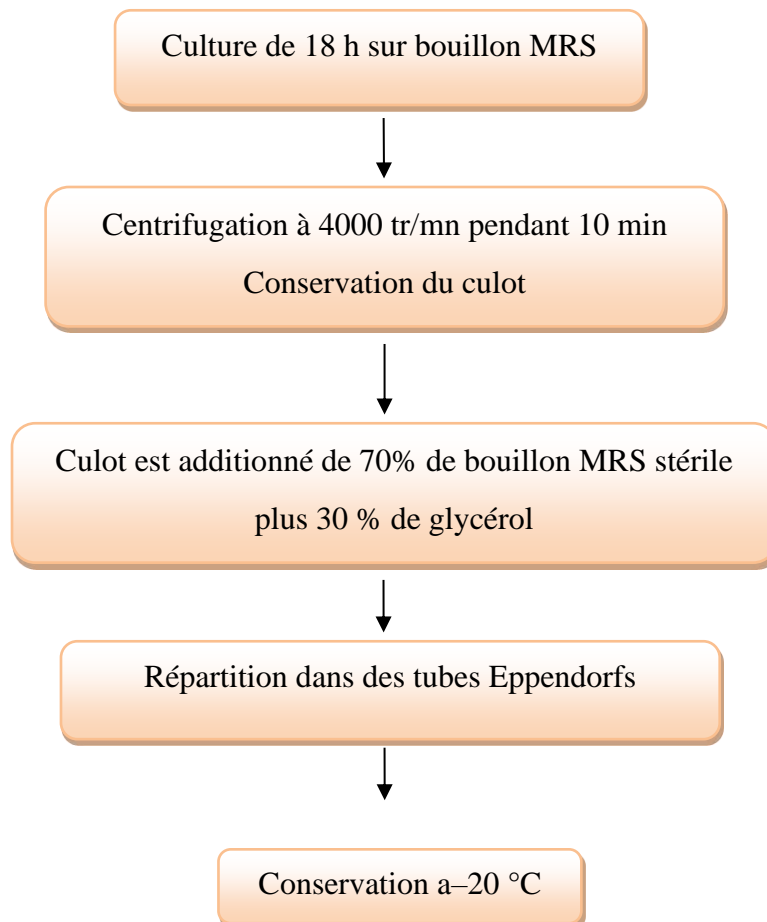 Culture de 18 h sur bouillon MRS
Centrifugation à 4000 tr/mn pendant 10 min
Conservation du culot
Culot est additionné de 70% de bouillon MRS stérile
plus 30 % de glycérol
Répartition dans des tubes Eppendorfs
Conservation a–20 °C